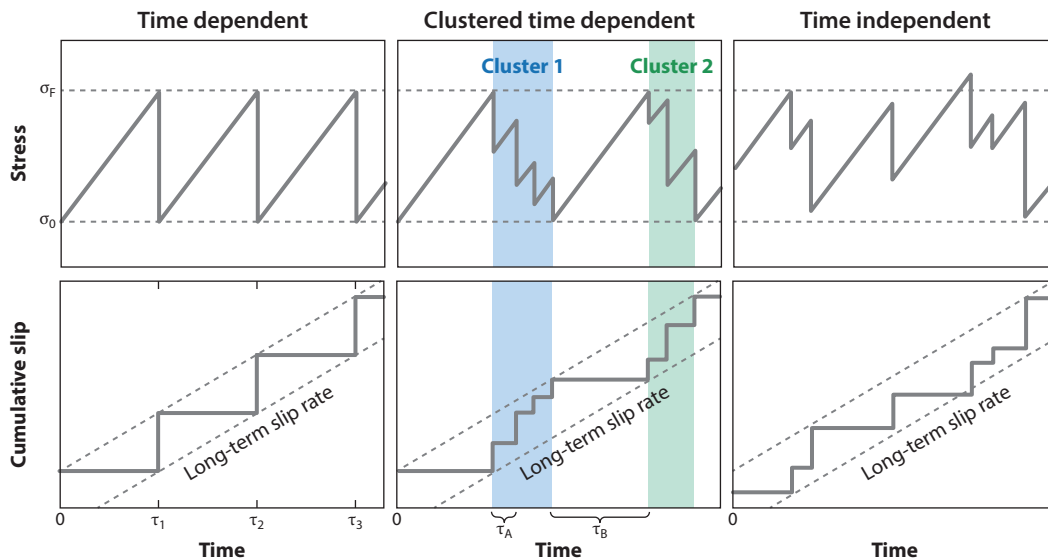 Time dependent
Clustered time dependent
Time independent
Cluster 1
Cluster 2
σF
σ0
Stress
Cumulative slip
Long-term slip rate
Long-term slip rate
Long-term slip rate
0
τ1
τ2
τ3
0
τA
τB
0
Time
Time
Time